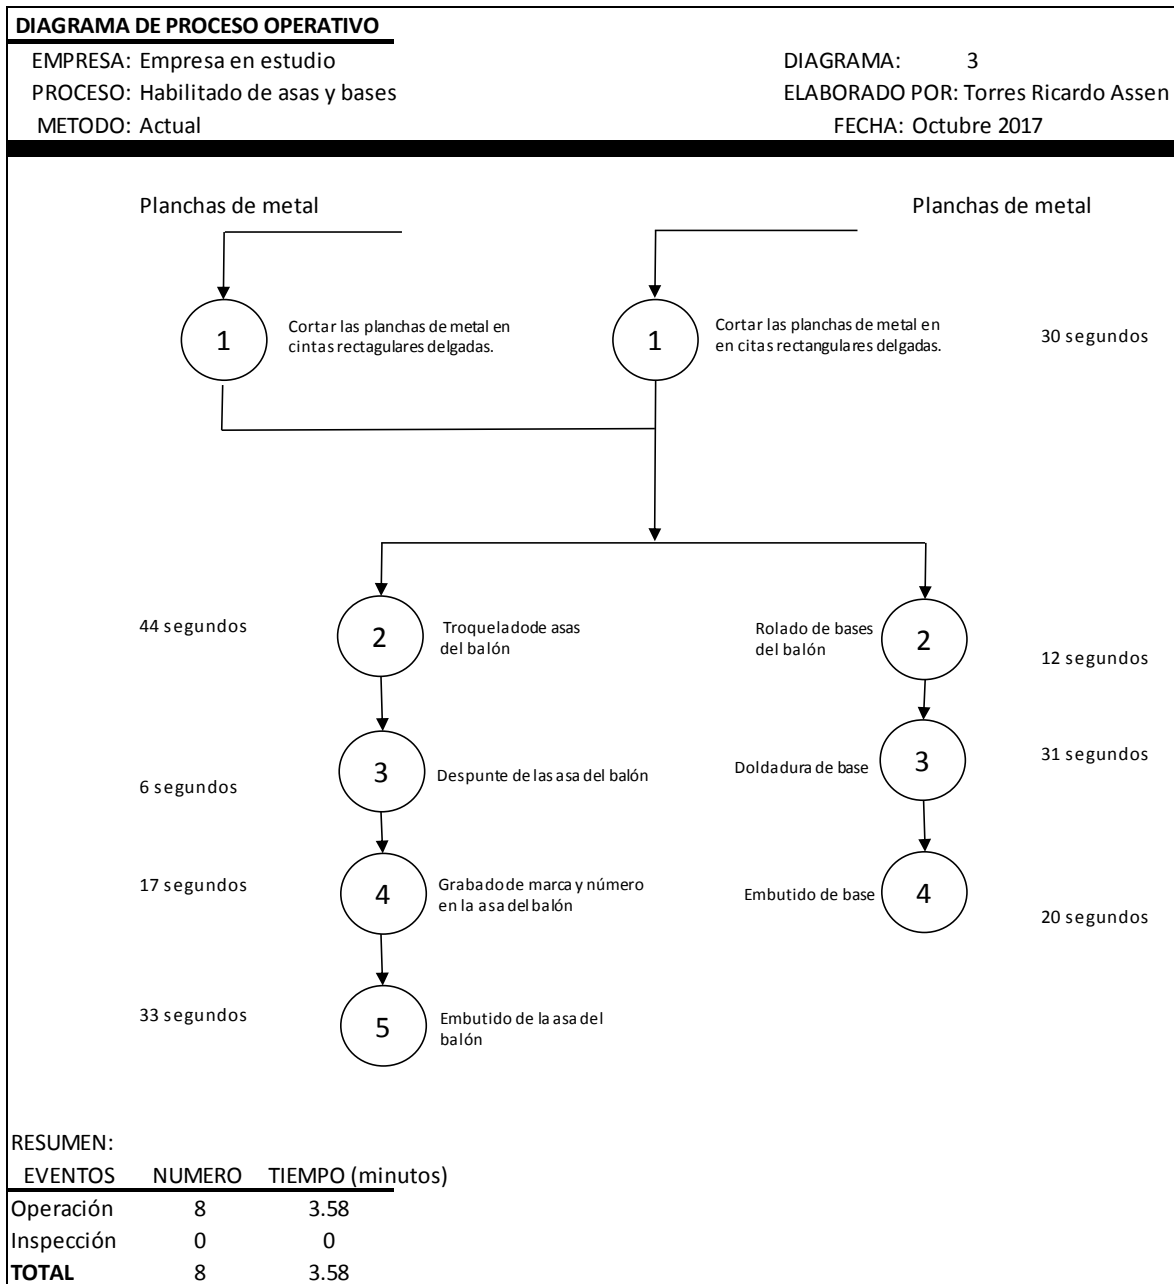 DIAGRAMA DE PROCESO OPERATIVO
EMPRESA: Empresa en estudio
DIAGRAMA: 3
PROCESO: Habilitado de asas y bases
ELABORADO POR: Torres Ricardo Assen
METODO: Actual
FECHA: Octubre 2017
Planchas de metal
Planchas de metal
1
Cortar las planchas de metal en
cintas rectagulares delgadas.
1
Cortar las planchas de metal en
en citas rectangulares delgadas.
30 segundos
44 segundos
2
Troqueladode asas
del balón
Rolado de bases
del balón
2
12 segundos
6 segundos
3
Despunte de las asa del balón
Doldadura de base
3
31 segundos
17 segundos
4
Grabado de marca y número
en la asa del balón
Embutido de base
4
20 segundos
33 segundos
5
Embutido de la asa del
balón
RESUMEN:
EVENTOS NUMERO TIEMPO (minutos)
Operación 8 3.58
Inspección 0 0
TOTAL 8 3.58